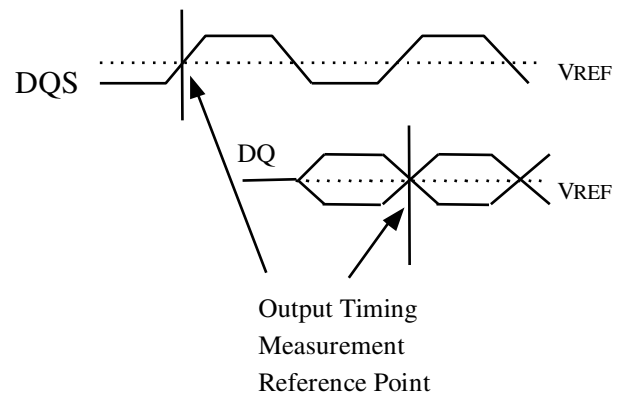 DQS
VREF
DQ
VREF
Output Timing
Measurement
Reference Point